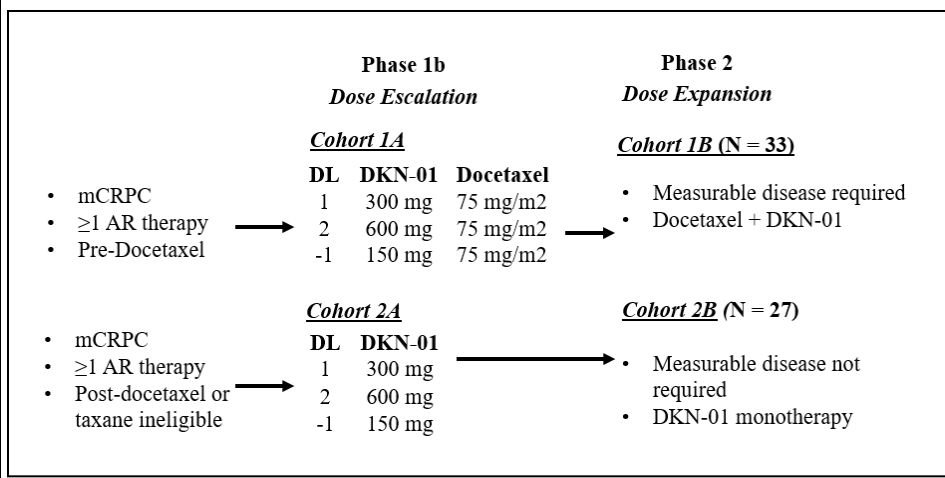 Phase 1b
Dose Escalation
Phase 2
Dose Expansion
• mCRPC
• ≥1 AR therapy
• Pre-Docetaxel
Cohort 1A
DL DKN-01 Docetaxel
1 300 mg 75 mg/m2
2 600 mg 75 mg/m2
-1 150 mg 75 mg/m2
Cohort 1B (N = 33)
• Measurable disease required
• Docetaxel + DKN-01
• mCRPC
• ≥1 AR therapy
• Post-docetaxel or
taxane ineligible
Cohort 2A
DL DKN-01
1 300 mg
2 600 mg
-1 150 mg
Cohort 2B (N = 27)
• Measurable disease not
required
• DKN-01 monotherapy